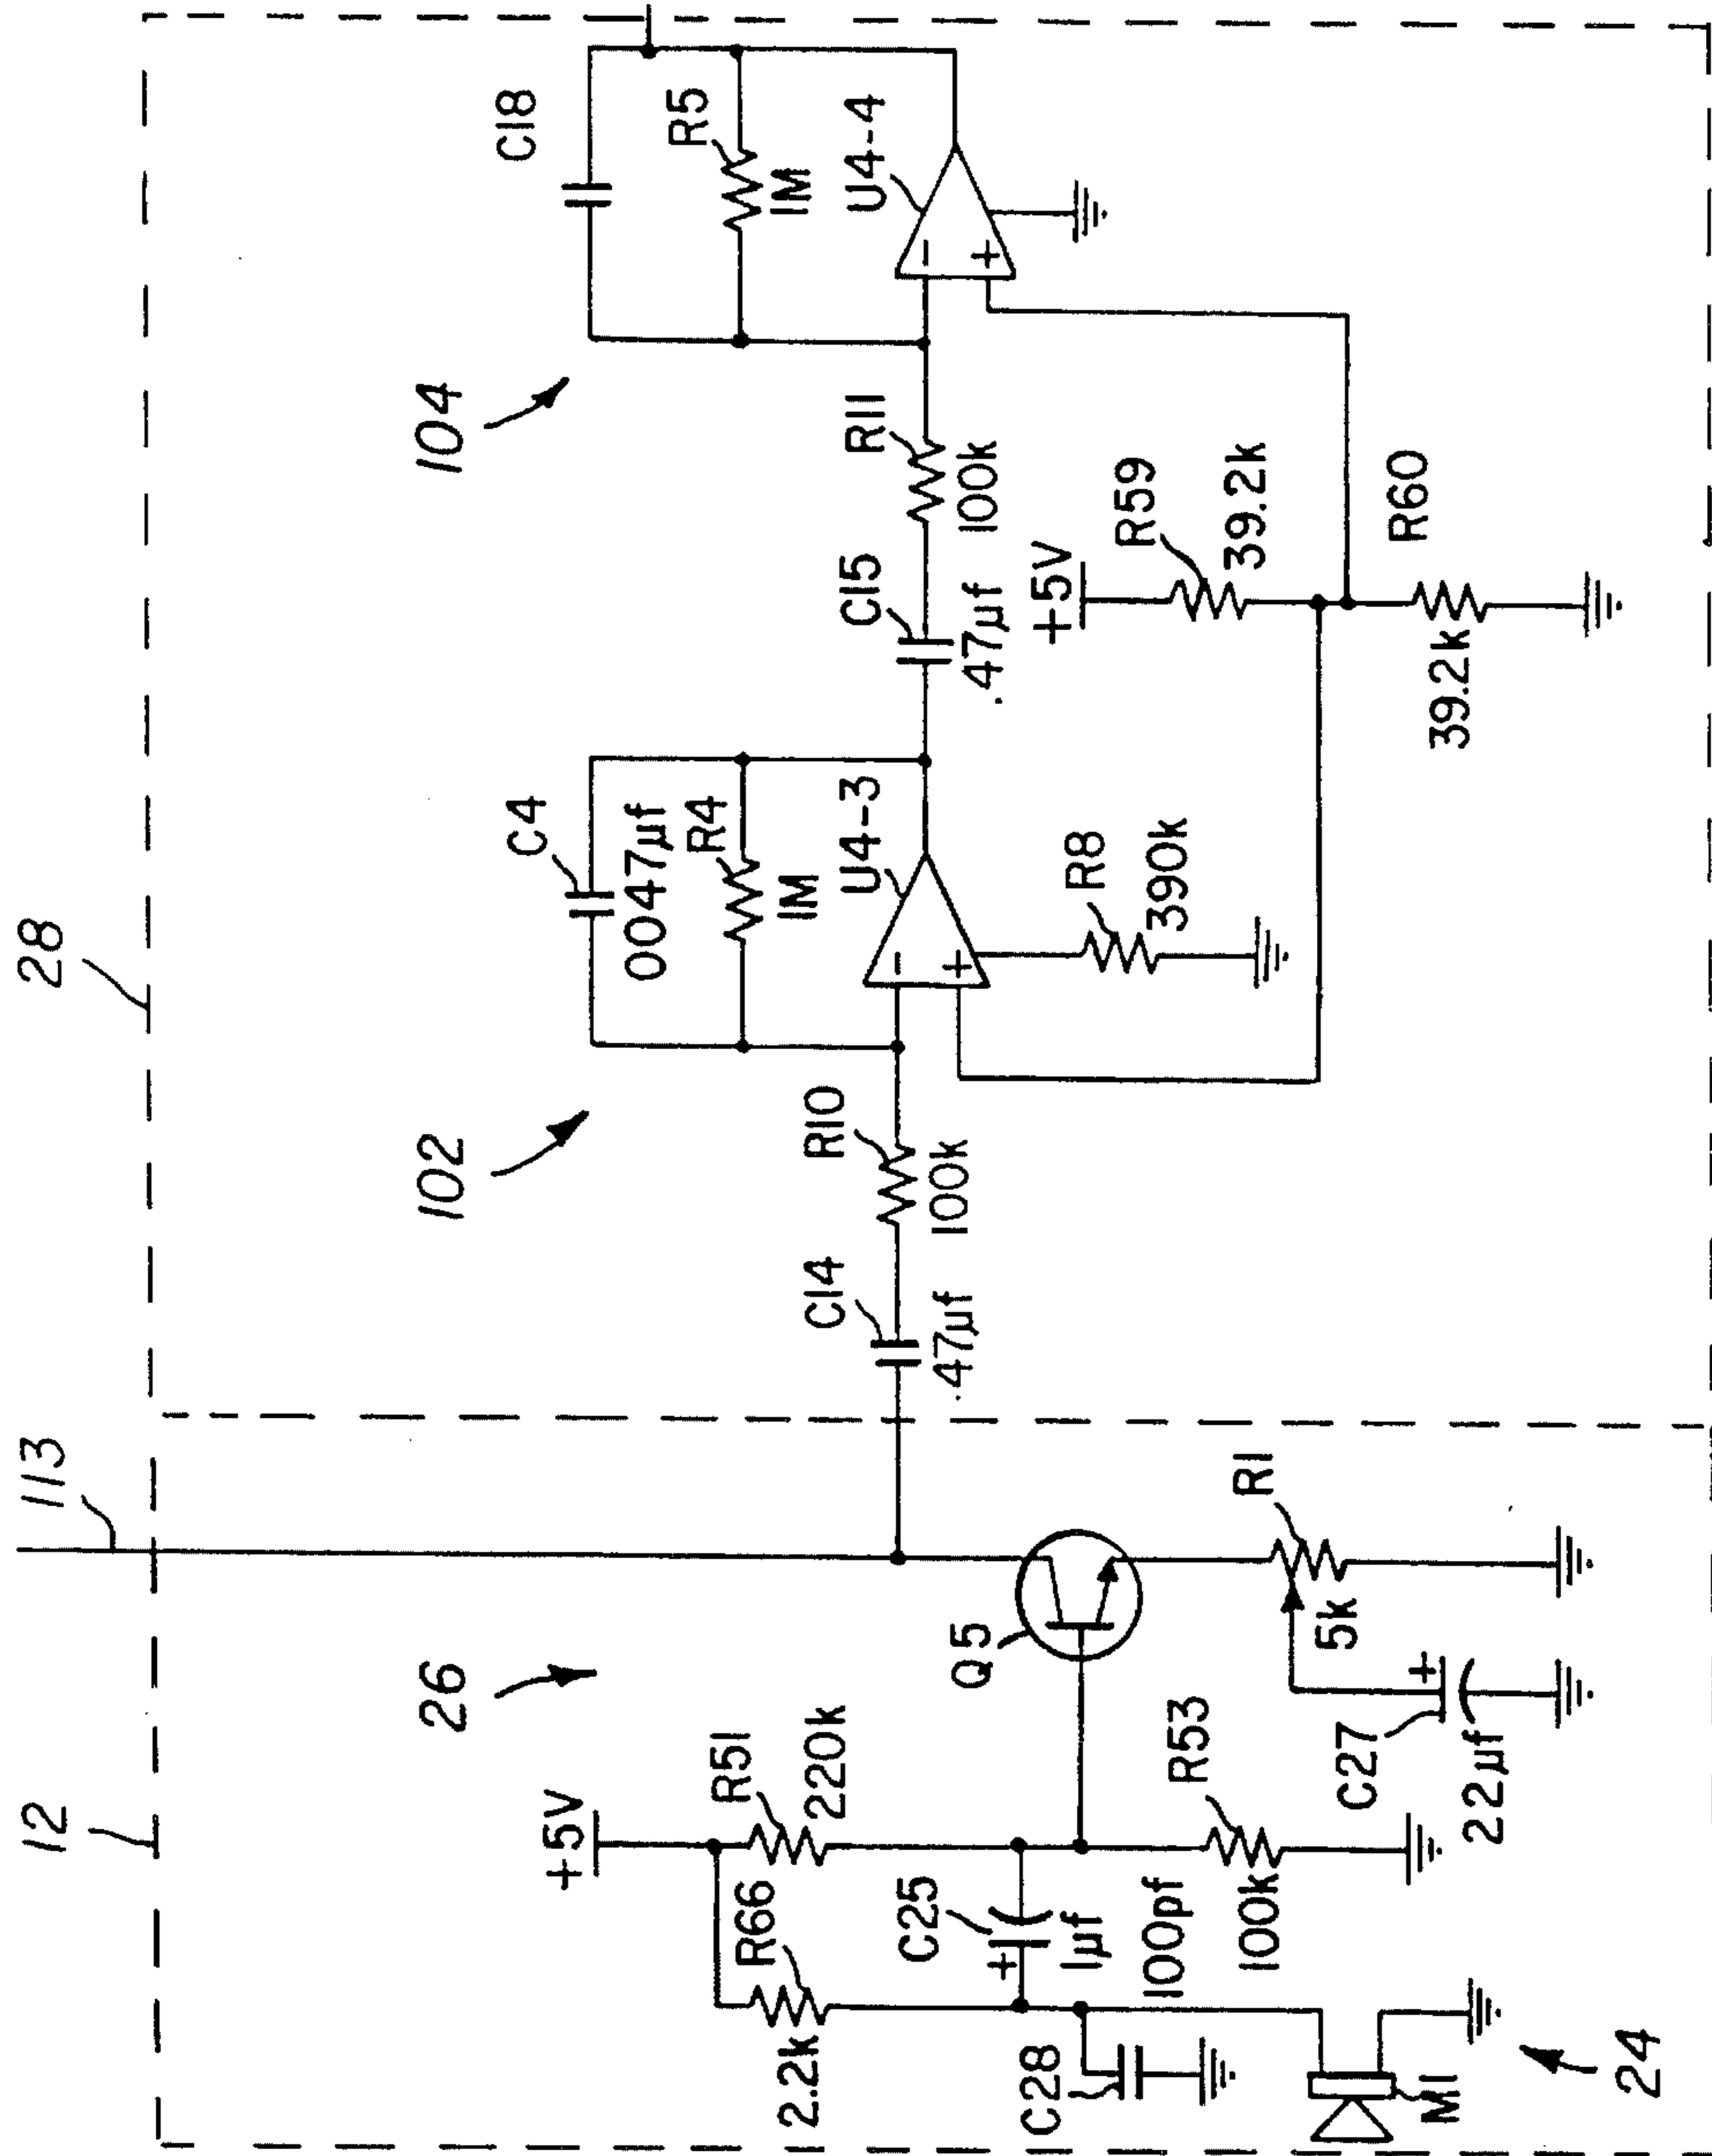 28
12
113
C18
R5
1M
U4-4
104
R11
100k
C15
.47µf
+5V
R59
39.2k
R60
39.2k
C4
0047µf
R4
1M
U4-3
R8
390k
102
R10
100k
C14
.47µf
26
Q5
R1
5k
+
C27
22µf
+5V
R51
220k
R66
2.2k
C25
+
1µf
100pf
R53
100k
C28
M1
24
−
+
−
+